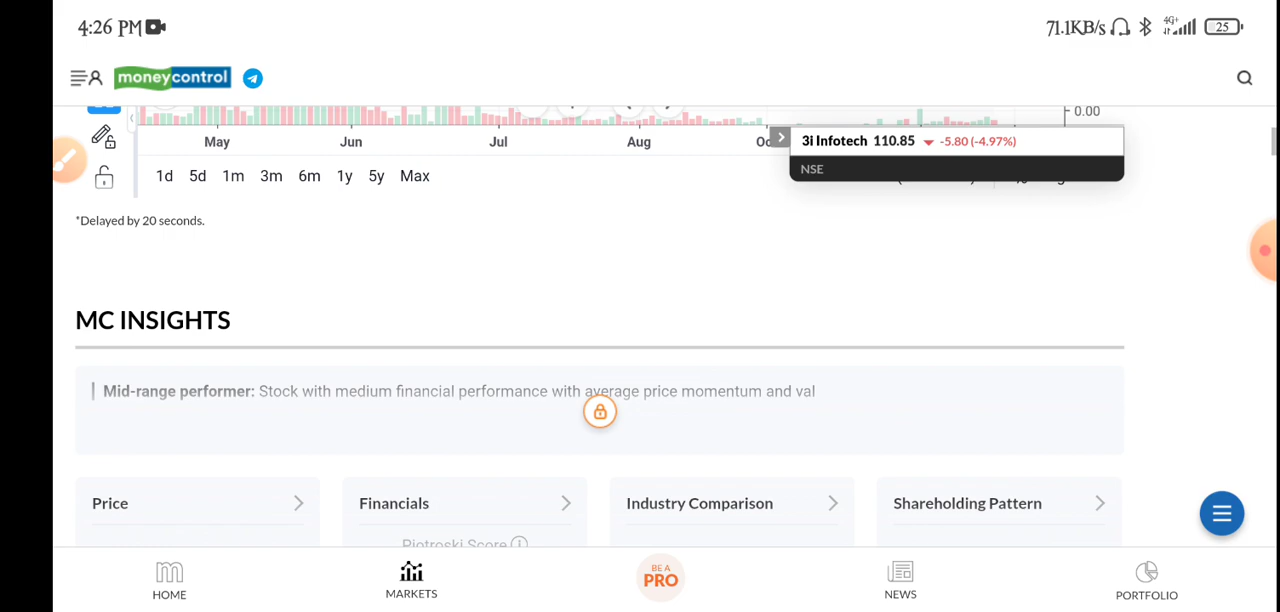 4:26 PM
71.1KB/s 4G+ 25
moneycontrol
0.00
May Jun Jul Aug
3i Infotech 110.85 -5.80 (-4.97%)
NSE
1d 5d 1m 3m 6m 1y 5y Max
*Delayed by 20 seconds.
MC INSIGHTS
Mid-range performer: Stock with medium financial performance with average price momentum and val
Price
Financials
Industry Comparison
Shareholding Pattern
Piotroski Score
HOME
MARKETS
BE A
PRO
NEWS
PORTFOLIO